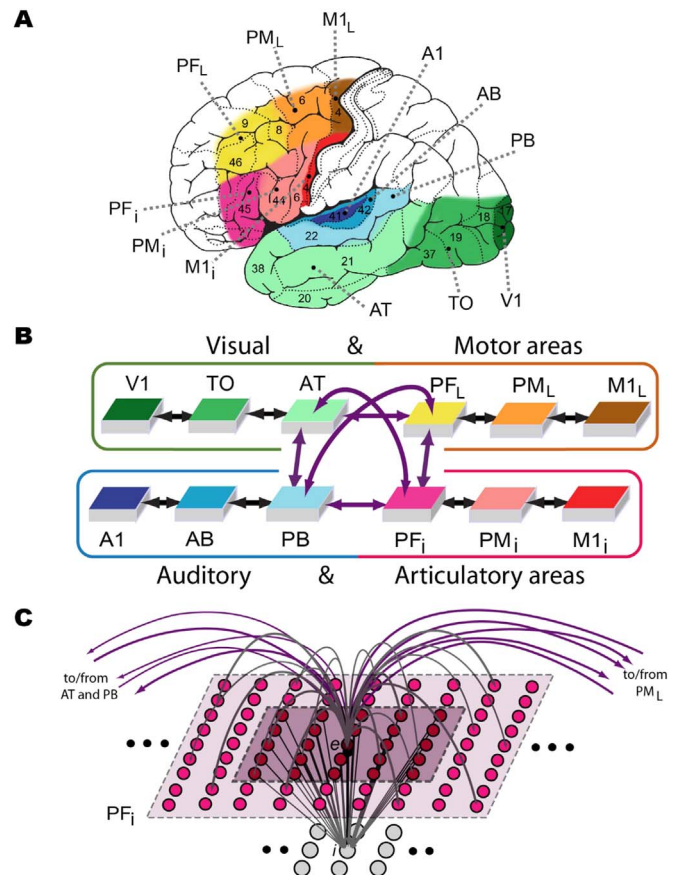 A
M1L
PML
A1
PFL
AB
PB
6
4
9
8
46
45
44
6
4
41
42
22
47
18
17
19
37
21
38
20
PFi
PMi
M1i
AT
TO
V1
B
Visual & Motor areas
V1 TO AT PFL PML M1L
A1 AB PB PFi PMi M1i
Auditory & Articulatory areas
C
to/from
AT and PB
to/from
PML
e
PFi
i